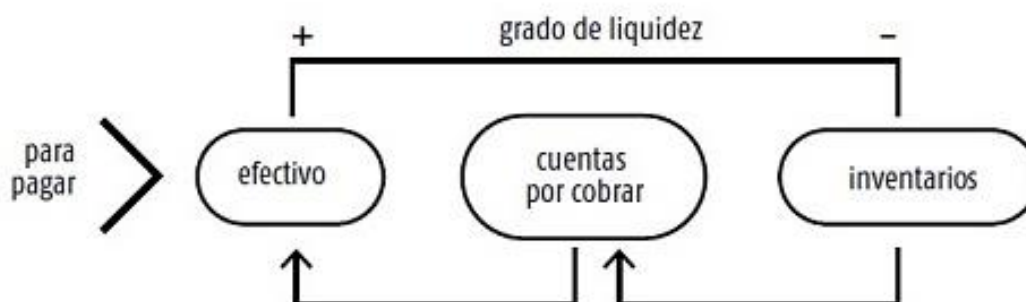 + grado de liquidez –
para
pagar
efectivo
cuentas
por cobrar
inventarios